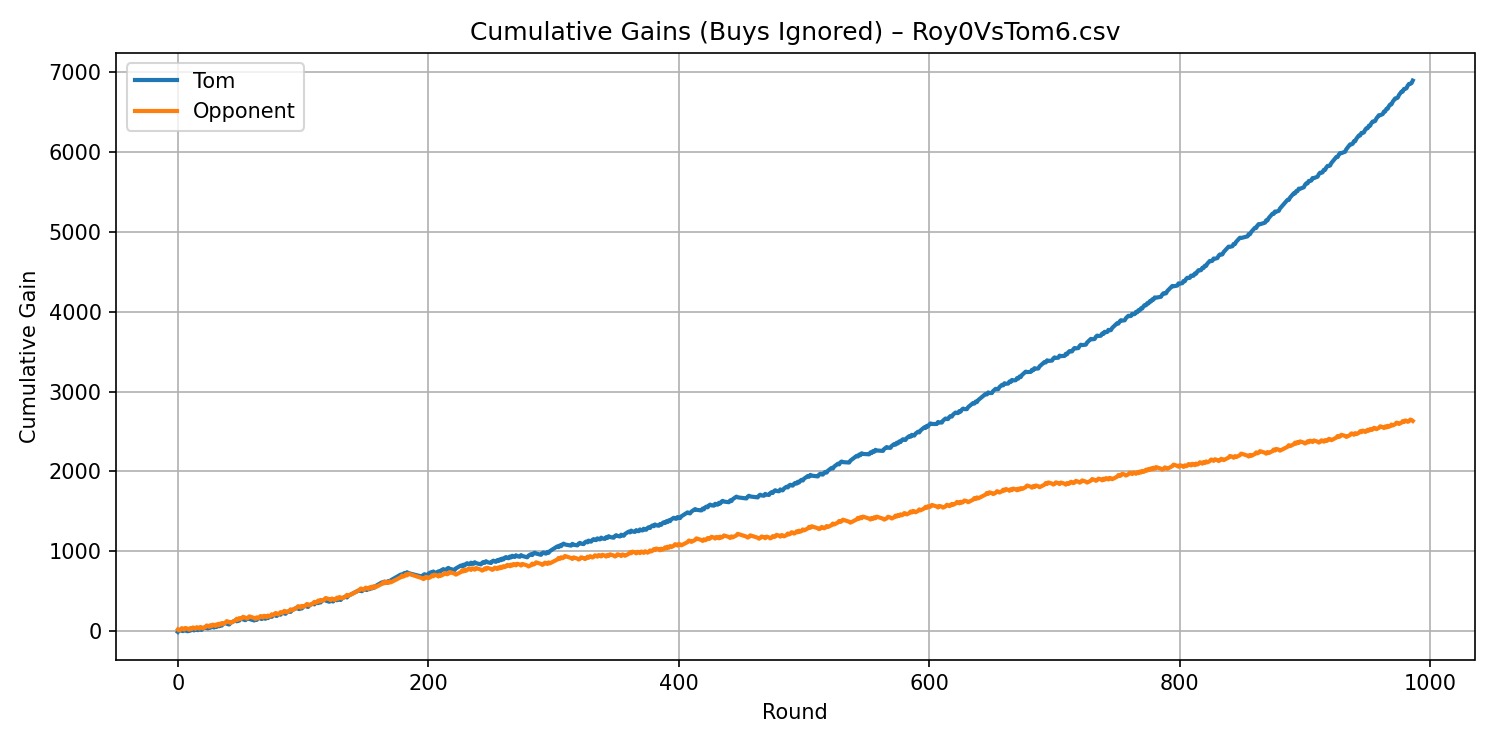 Cumulative Gains (Buys Ignored) – Roy0VsTom6.csv
Tom
Opponent
Cumulative Gain
7000
6000
5000
4000
3000
2000
1000
0
0 200 400 600 800 1000
Round